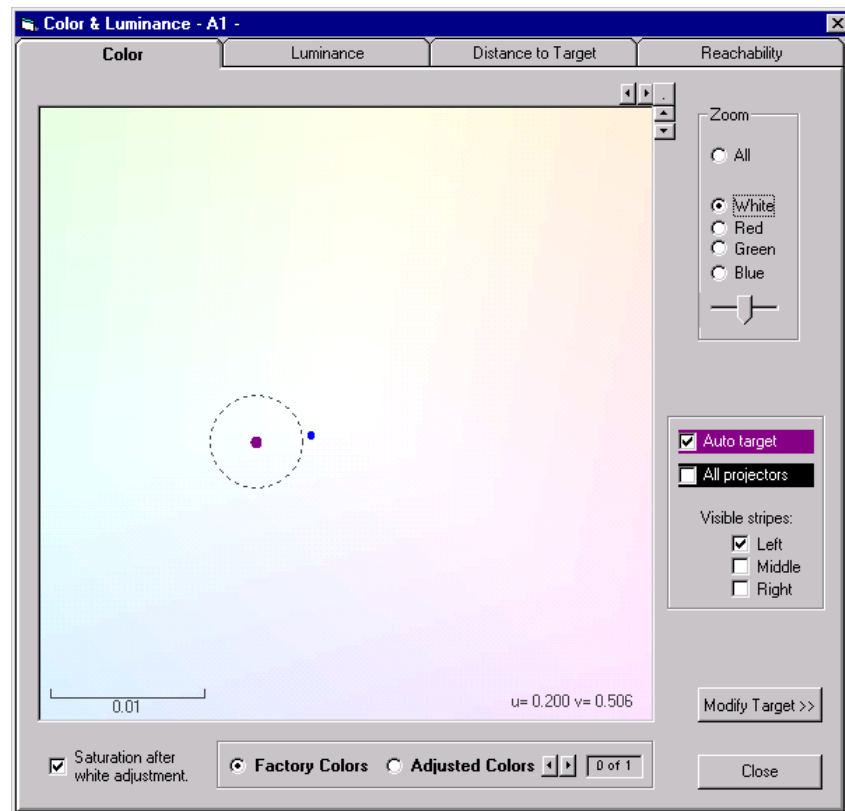 Color & Luminance - A1 -
Color
Luminance
Distance to Target
Reachability
Zoom
All
White
Red
Green
Blue
Auto target
All projectors
Visible stripes:
Left
Middle
Right
0.01
u= 0.200 v= 0.506
Modify Target >>
Saturation after
white adjustment.
Factory Colors
Adjusted Colors
0 of 1
Close